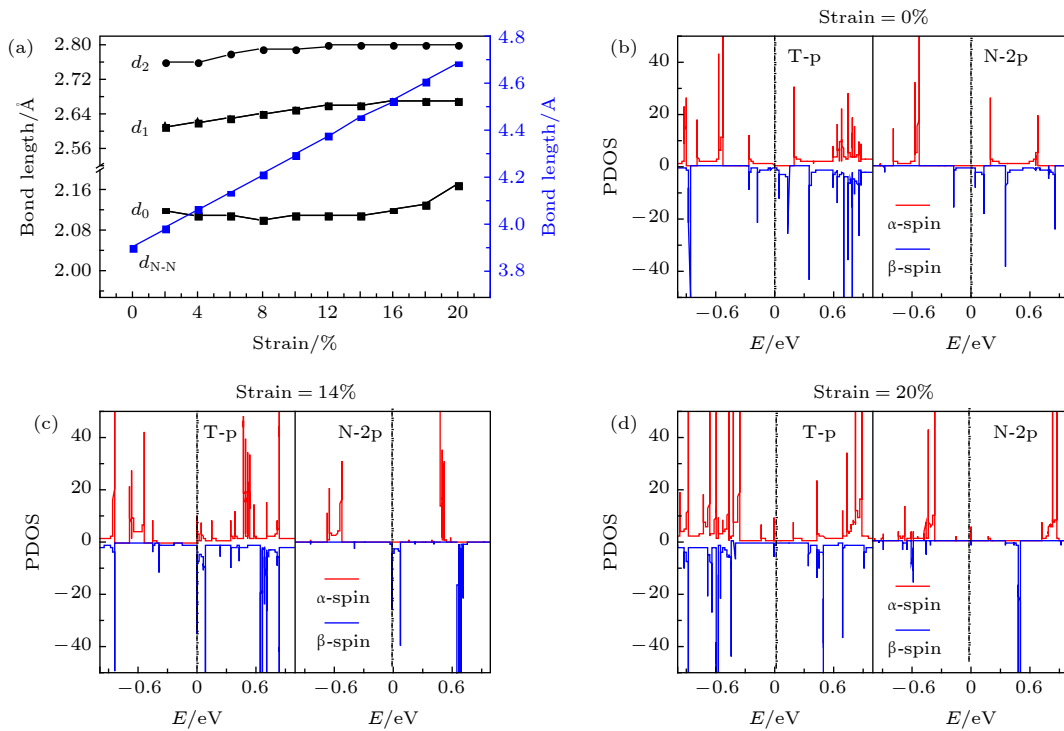 (a)
Bond length/Å
2.80
2.72
2.64
2.56
2.16
2.08
2.00
d2
d1
d0
dN-N
4.8
4.6
4.4
4.2
4.0
3.8
Bond length/A
0 4 8 12 16 20
Strain/%
Strain = 0%
(b)
T-p
N-2p
PDOS
40
20
0
−20
−40
α-spin
β-spin
−0.6 0 0.6 −0.6 0 0.6
E/eV E/eV
Strain = 14%
(c)
T-p
N-2p
PDOS
40
20
0
−20
−40
α-spin
β-spin
−0.6 0 0.6 −0.6 0 0.6
E/eV E/eV
Strain = 20%
(d)
T-p
N-2p
PDOS
40
20
0
−20
−40
α-spin
β-spin
−0.6 0 0.6 −0.6 0 0.6
E/eV E/eV